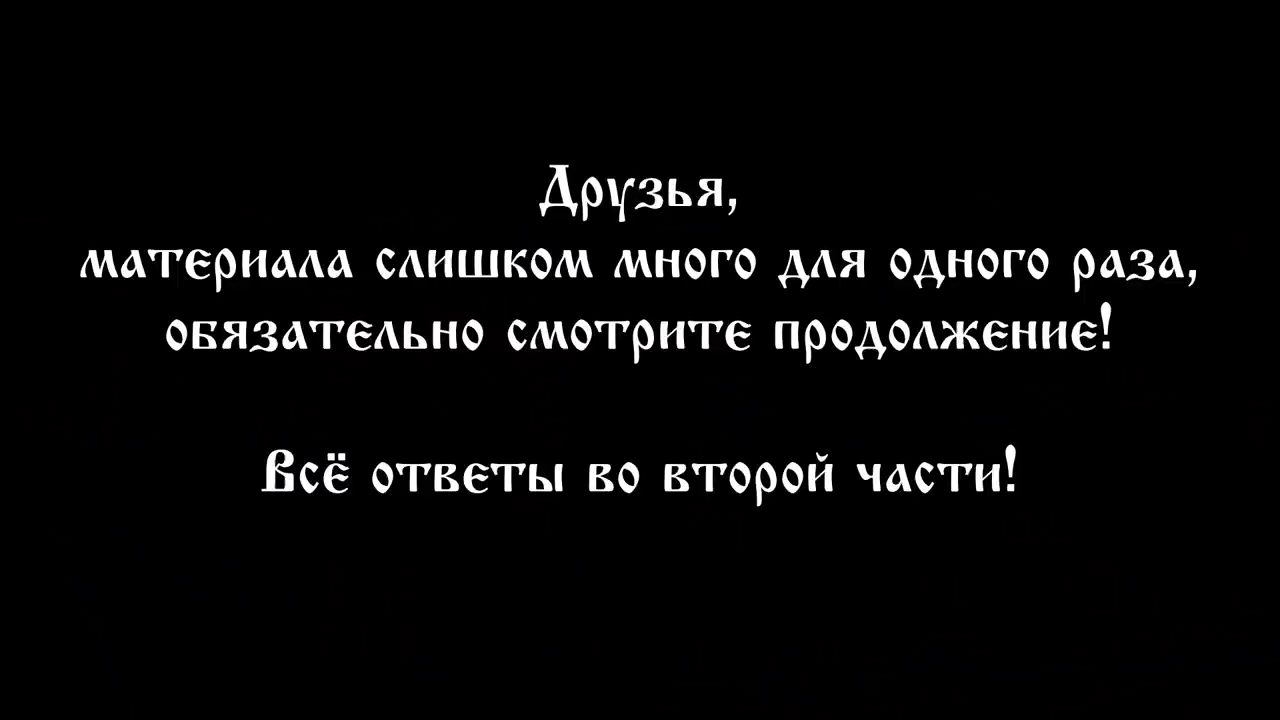 Друзья,
материала слишком много для одного раза,
обязательно смотрите продолжение!
Всё ответы во второй части!